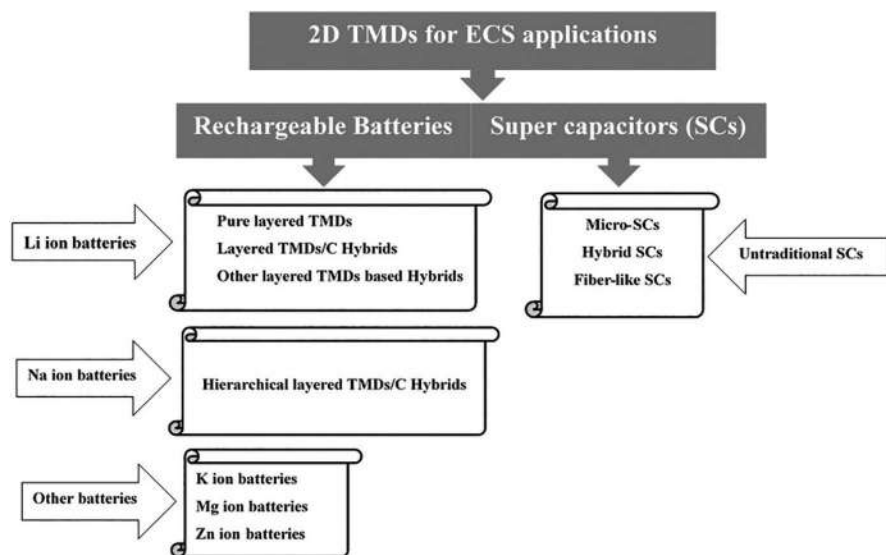 2D TMDs for ECS applications
Rechargeable Batteries
Super capacitors (SCs)
Li ion batteries
Pure layered TMDs
Layered TMDs/C Hybrids
Other layered TMDs based Hybrids
Micro-SCs
Hybrid SCs
Fiber-like SCs
Untraditional SCs
Na ion batteries
Hierarchical layered TMDs/C Hybrids
Other batteries
K ion batteries
Mg ion batteries
Zn ion batteries